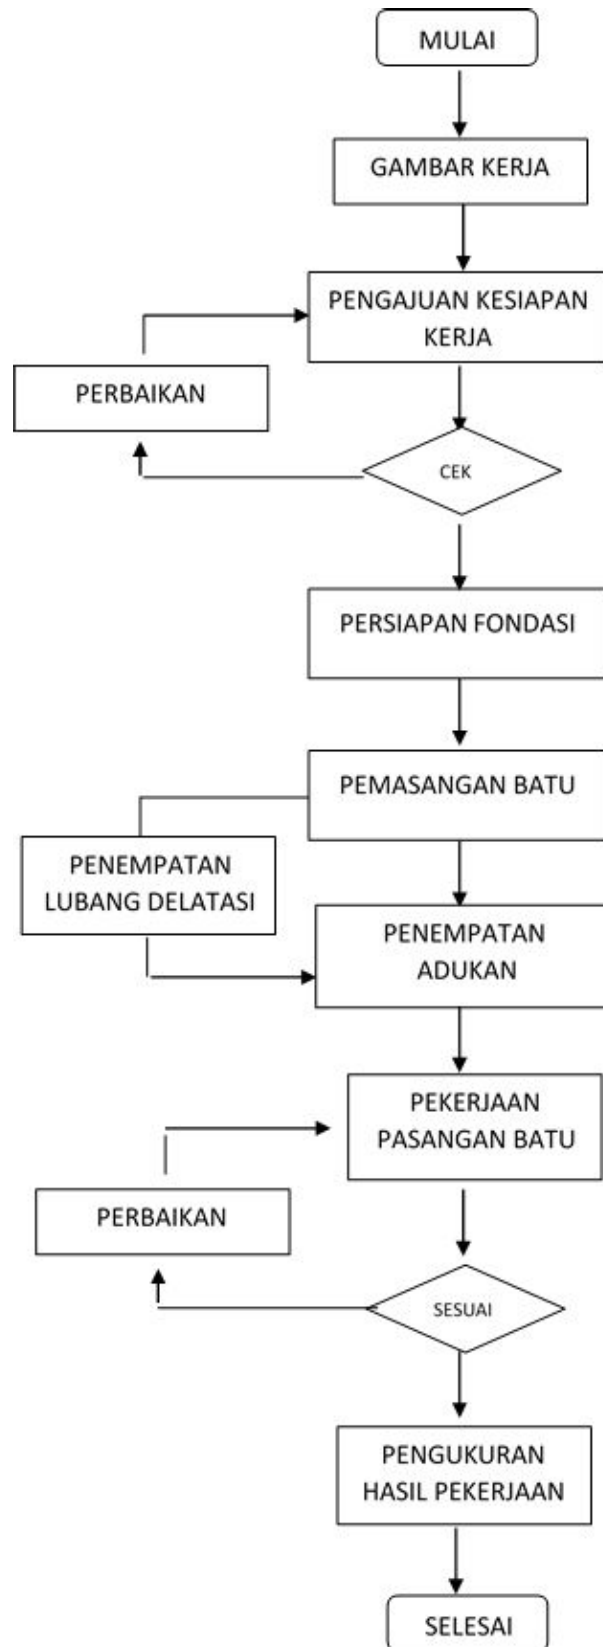 MULAI
GAMBAR KERJA
PENGAJUAN KESIAPAN
KERJA
PERBAIKAN
CEK
PERSIAPAN FONDASI
PEMASANGAN BATU
PENEMPATAN
LUBANG DELATASI
PENEMPATAN
ADUKAN
PEKERJAAN
PASANGAN BATU
PERBAIKAN
SESUAI
PENGUKURAN
HASIL PEKERJAAN
SELESAI